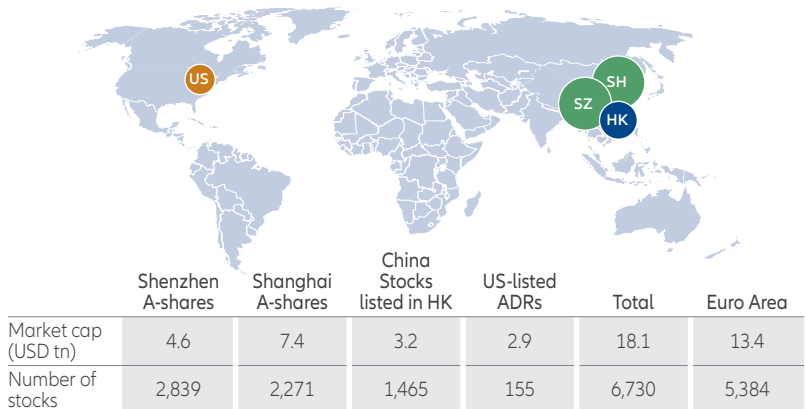 US
SH
SZ
HK
Shenzhen
A-shares
Shanghai
A-shares
China
Stocks
listed in HK
US-listed
ADRs
Total
Euro Area
Market cap
(USD tn)
4.6
7.4
3.2
2.9
18.1
13.4
Number of
stocks
2,839
2,271
1,465
155
6,730
5,384